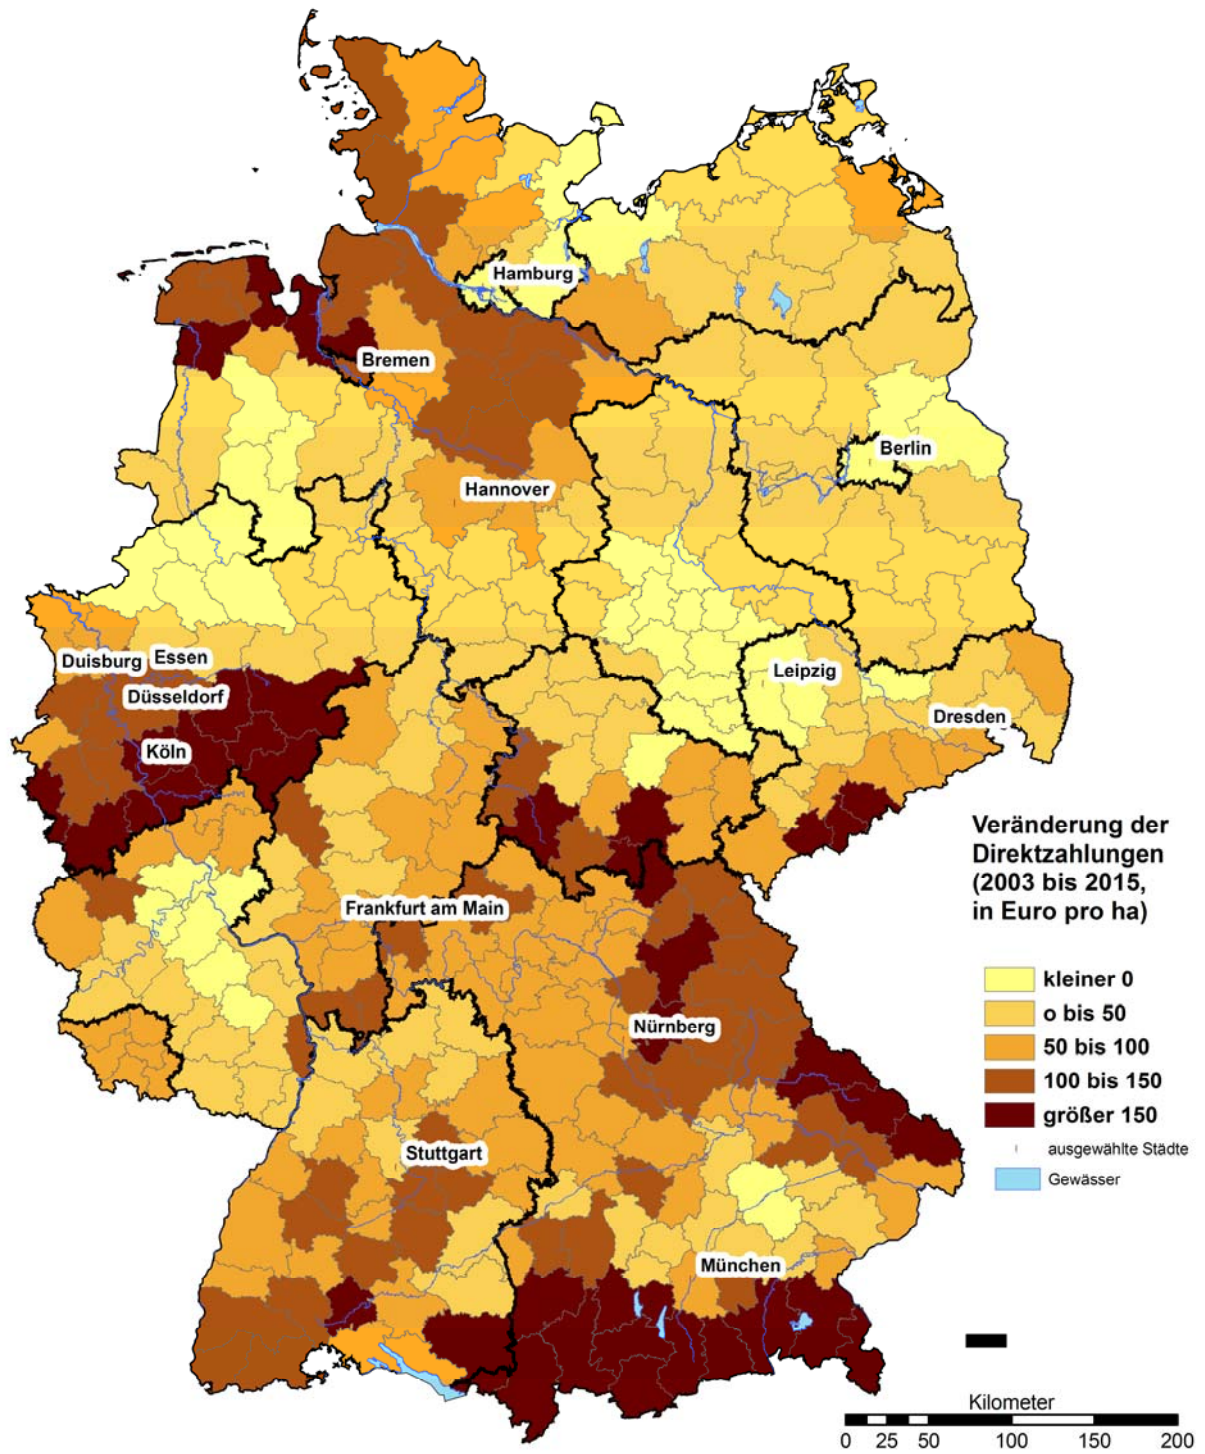 Hamburg
Bremen
Berlin
Hannover
Duisburg
Essen
Leipzig
Düsseldorf
Dresden
Köln
Veränderung der
Direktzahlungen
(2003 bis 2015,
in Euro pro ha)
Frankfurt am Main
kleiner 0
o bis 50
Nürnberg
50 bis 100
100 bis 150
größer 150
Stuttgart
ausgewählte Städte
Gewässer
München
Kilometer
0 25 50 100 150 200